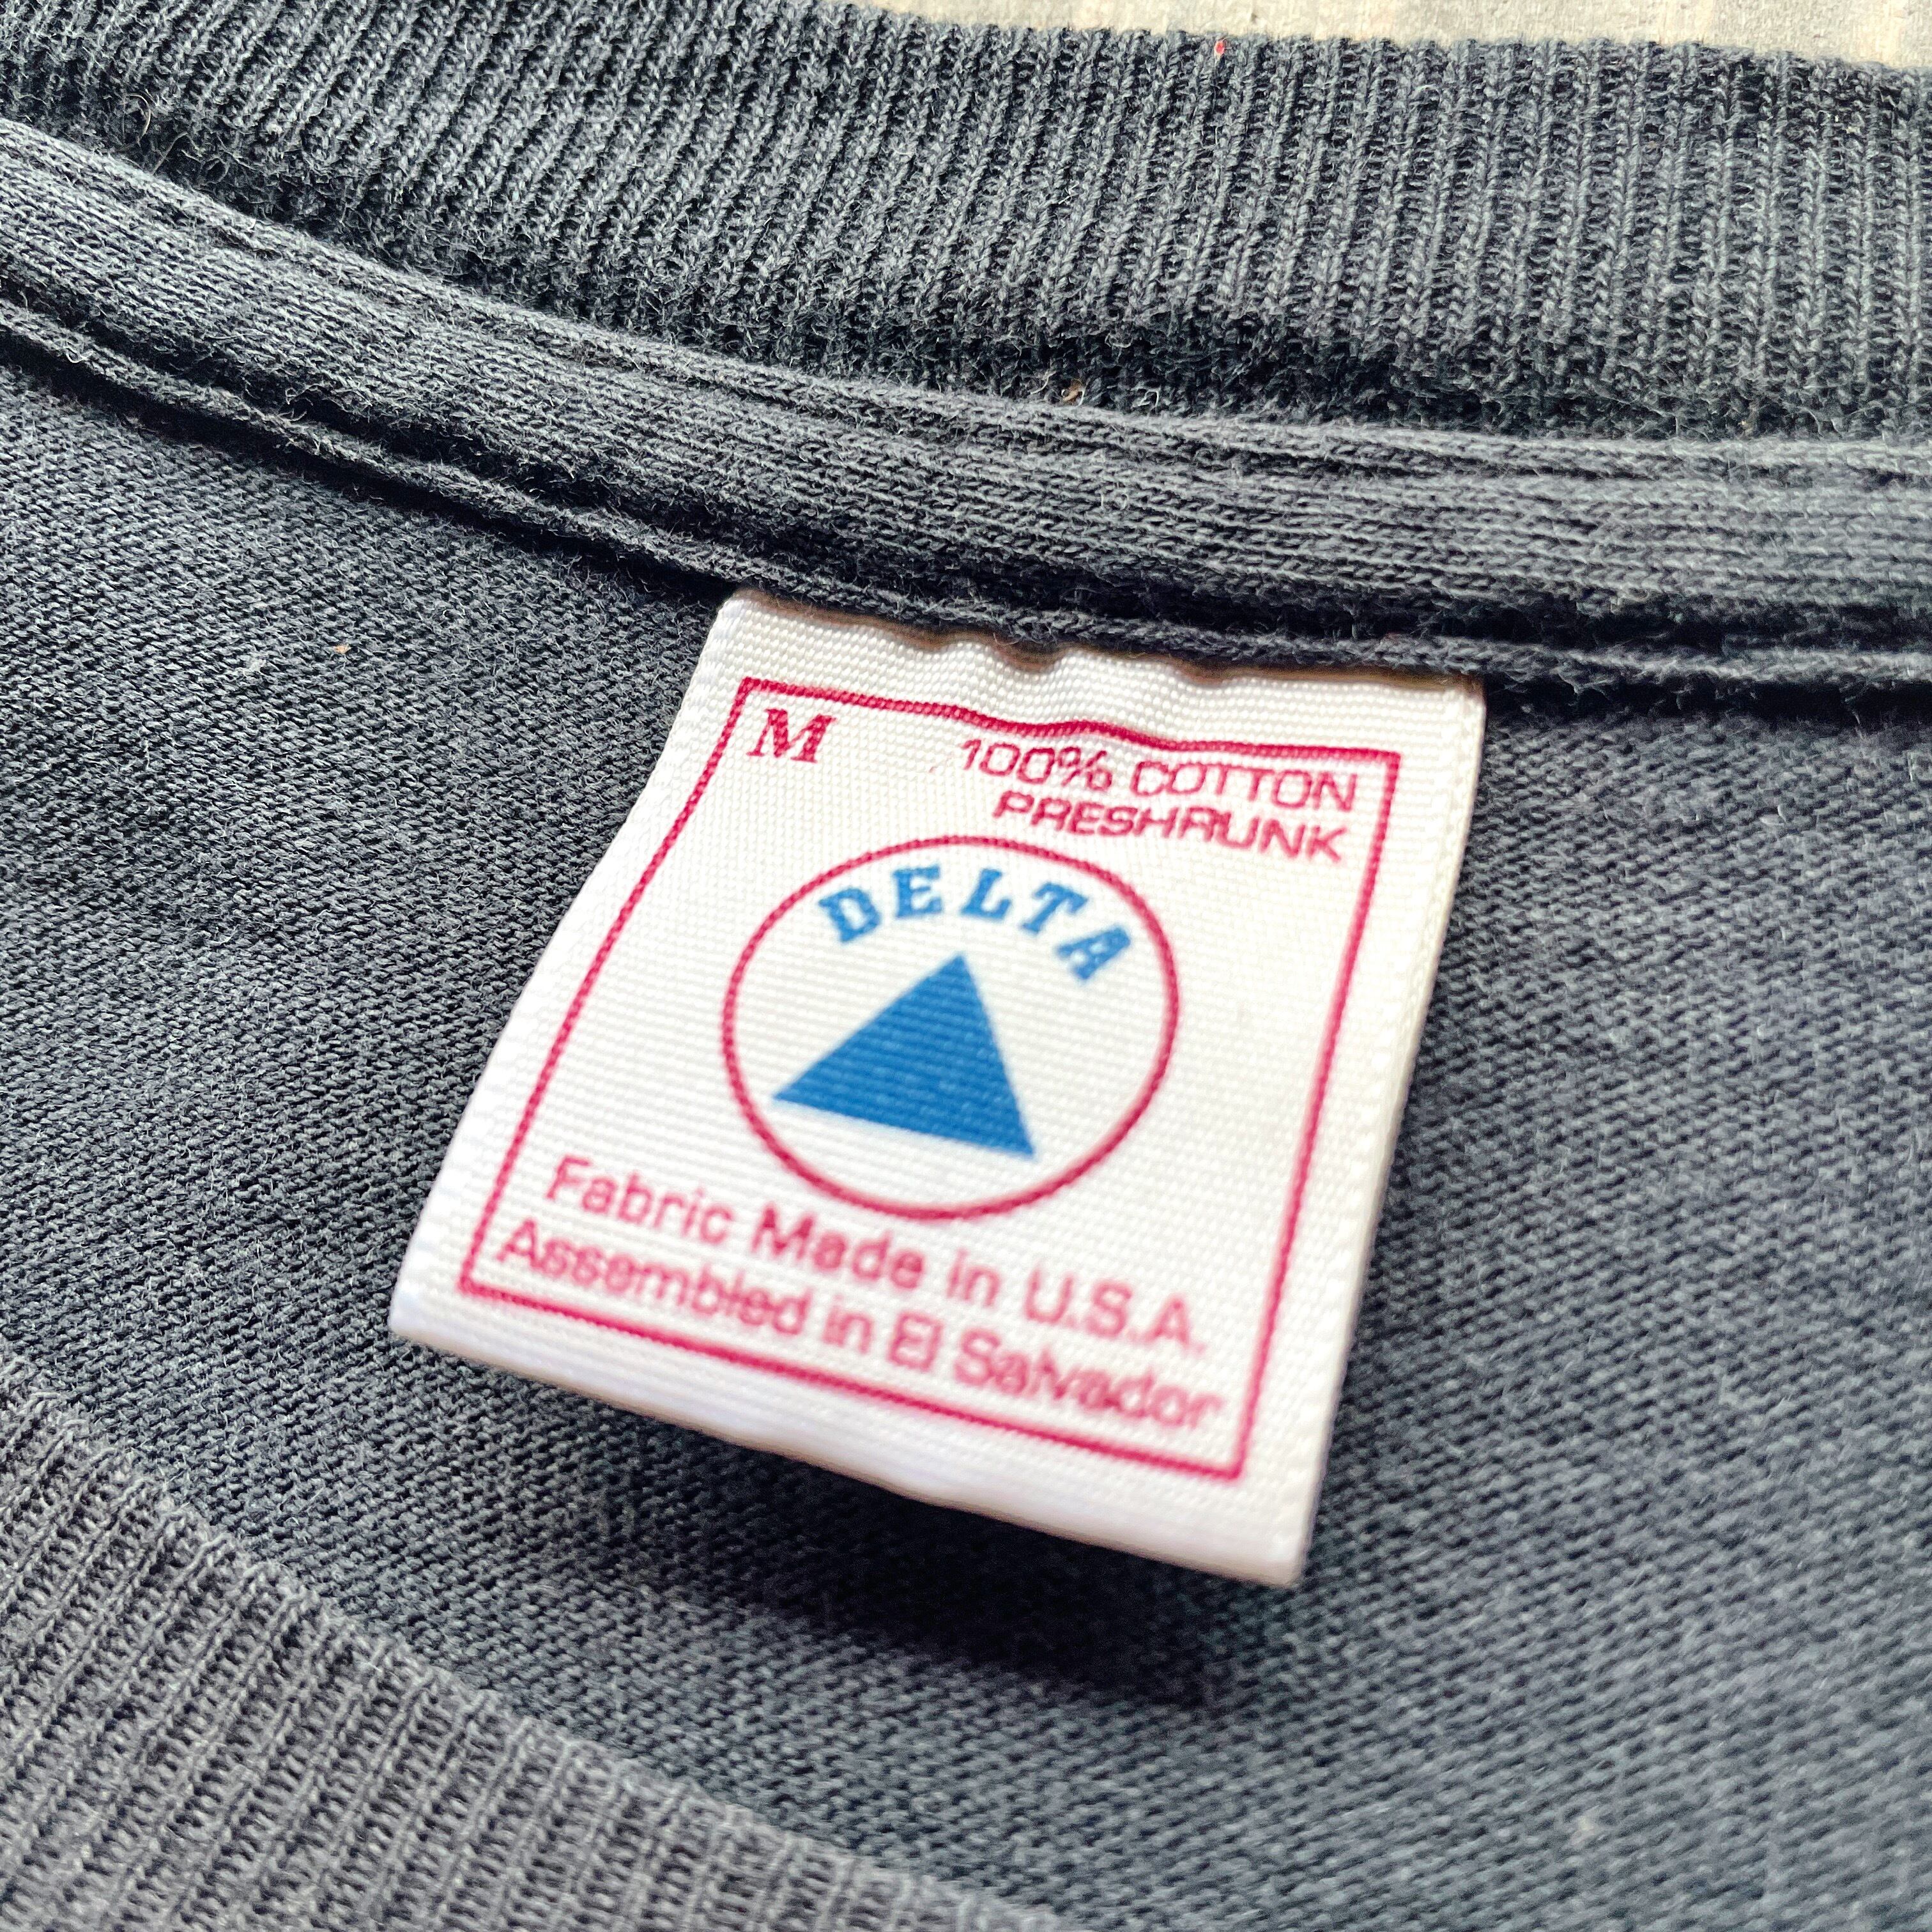 M
100% COTTON
PRESHRUNK
DELTA
Fabric Made in U.S.A.
Assembled in El Salvador